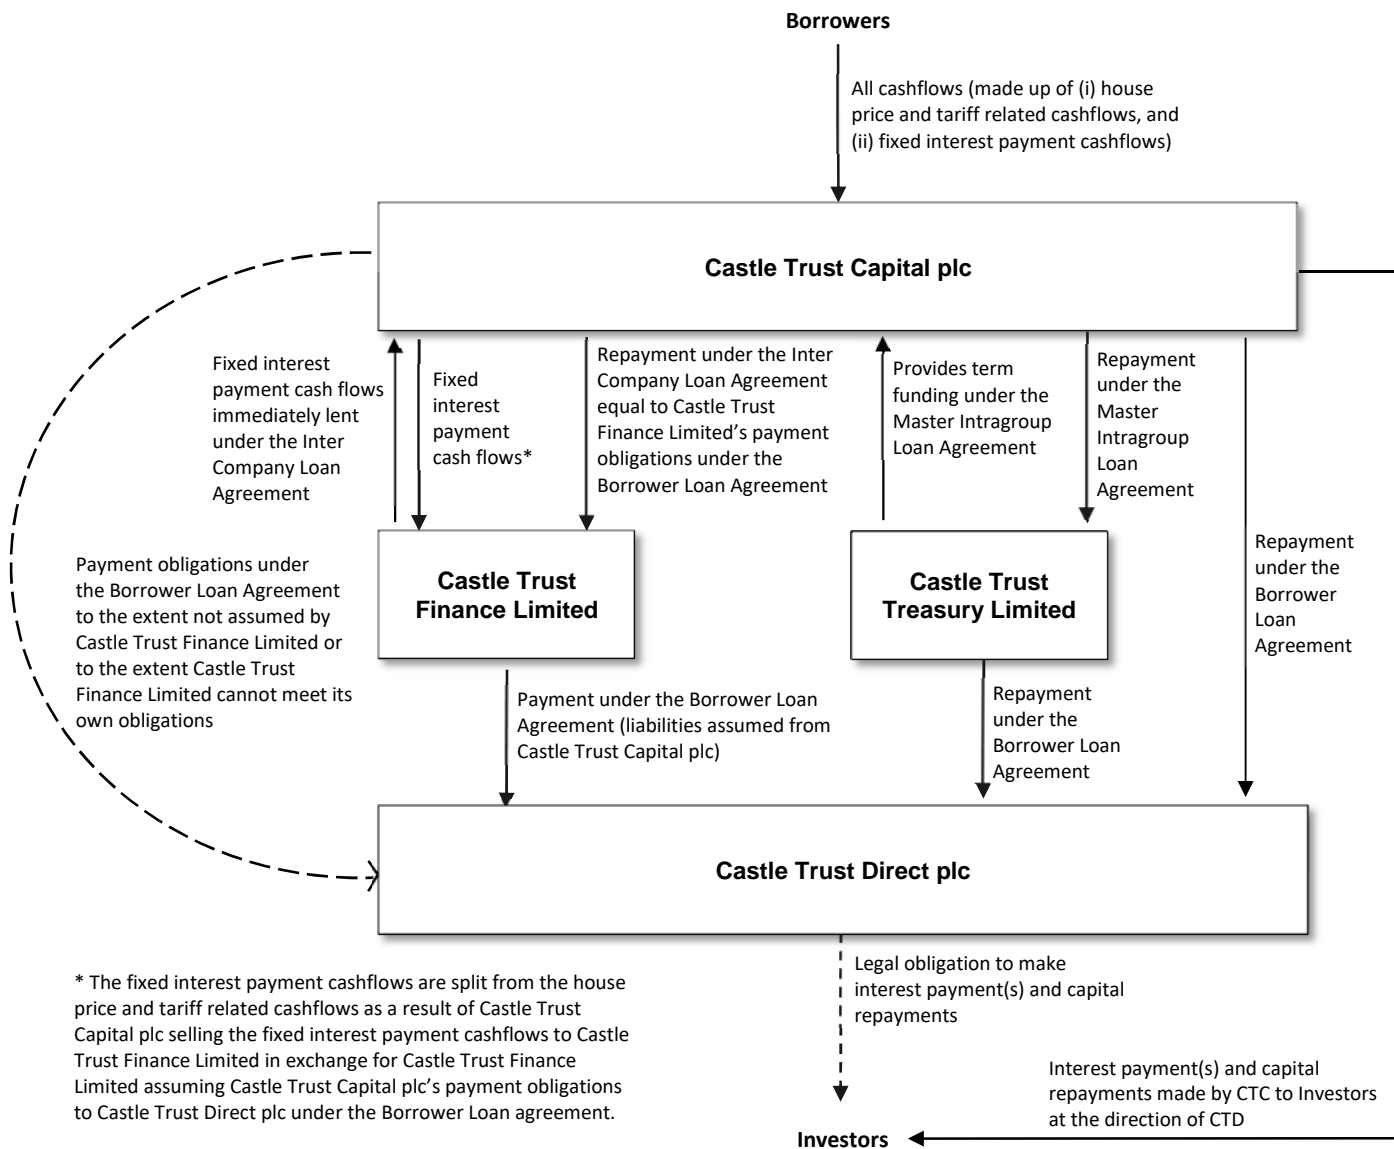 Borrowers
All cashflows (made up of (i) house
price and tariff related cashflows, and
(ii) fixed interest payment cashflows)
Castle Trust Capital plc
Fixed interest
payment cash flows
immediately lent
under the Inter
Company Loan
Agreement
Fixed
interest
payment
cash flows*
Repayment under the Inter
Company Loan Agreement
equal to Castle Trust
Finance Limited’s payment
obligations under the
Borrower Loan Agreement
Provides term
funding under the
Master Intragroup
Loan Agreement
Repayment
under the
Master
Intragroup
Loan
Agreement
Repayment
under the
Borrower
Loan
Agreement
Payment obligations under
the Borrower Loan Agreement
to the extent not assumed by
Castle Trust Finance Limited or
to the extent Castle Trust
Finance Limited cannot meet its
own obligations
Castle Trust
Finance Limited
Castle Trust
Treasury Limited
Payment under the Borrower Loan
Agreement (liabilities assumed from
Castle Trust Capital plc)
Repayment
under the
Borrower Loan
Agreement
Castle Trust Direct plc
Legal obligation to make
interest payment(s) and capital
repayments
* The fixed interest payment cashflows are split from the house
price and tariff related cashflows as a result of Castle Trust
Capital plc selling the fixed interest payment cashflows to Castle
Trust Finance Limited in exchange for Castle Trust Finance
Limited assuming Castle Trust Capital plc’s payment obligations
to Castle Trust Direct plc under the Borrower Loan agreement.
Interest payment(s) and capital
repayments made by CTC to Investors
at the direction of CTD
Investors